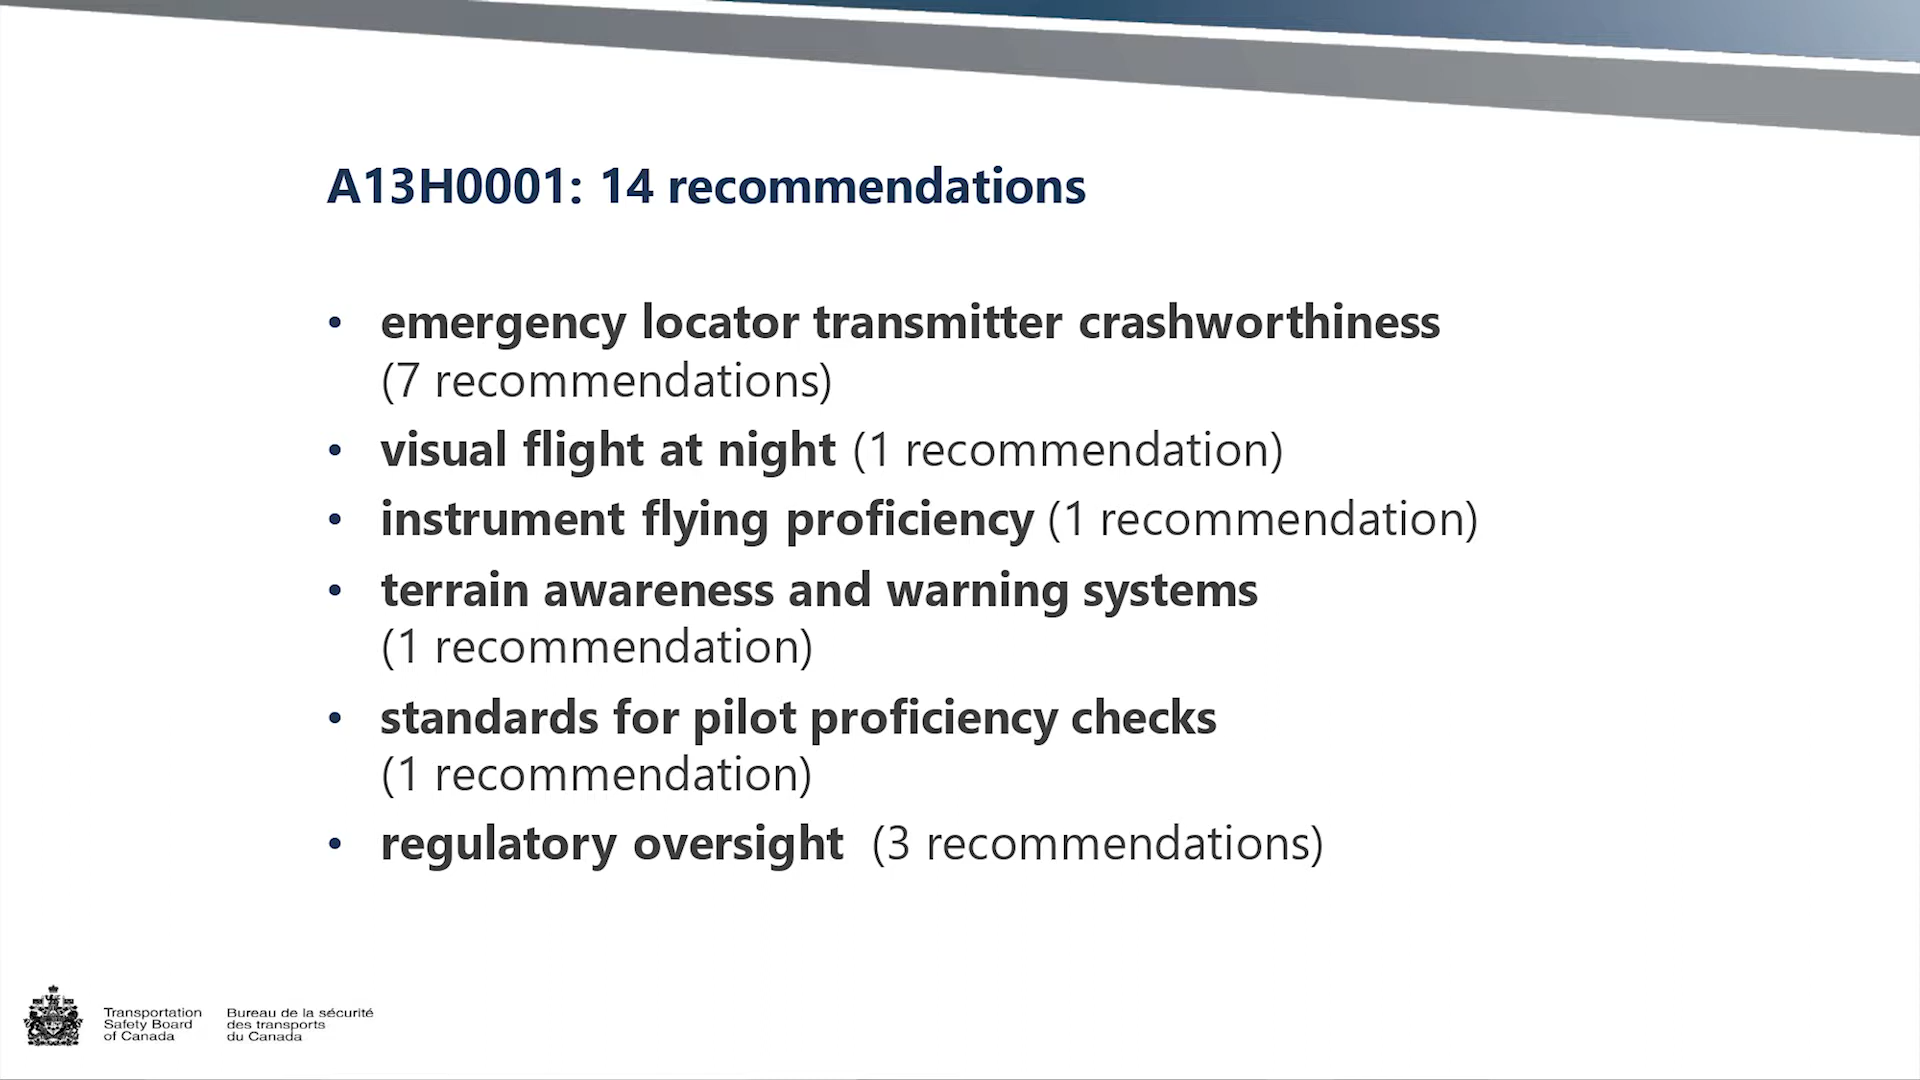 A13H0001: 14 recommendations
• emergency locator transmitter crashworthiness
(7 recommendations)
• visual flight at night (1 recommendation)
• instrument flying proficiency (1 recommendation)
• terrain awareness and warning systems
(1 recommendation)
• standards for pilot proficiency checks
(1 recommendation)
• regulatory oversight (3 recommendations)
Transportation
Safety Board
of Canada
Bureau de la sécurité
des transports
du Canada